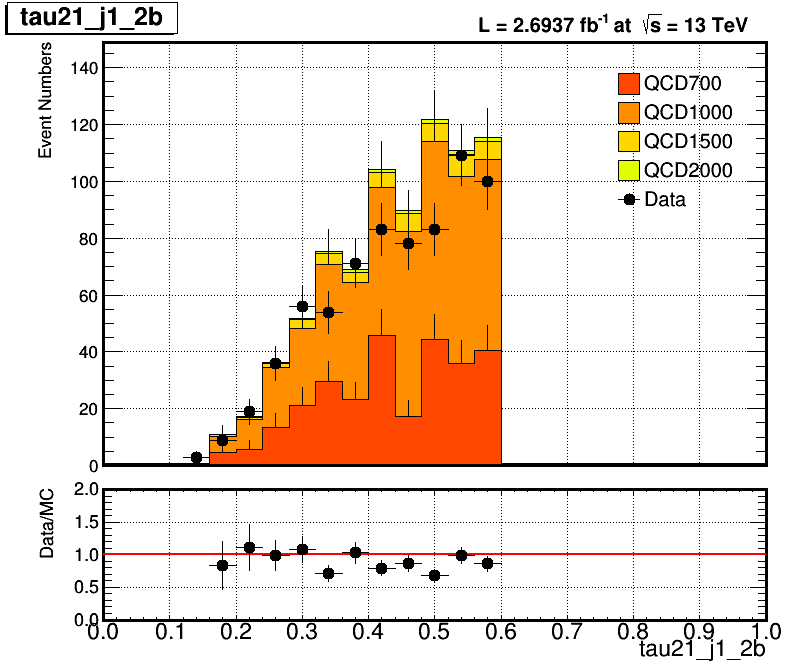 tau21_j1_2b
L = 2.6937 fb⁻¹ at √s = 13 TeV
Event Numbers
140
120
100
80
60
40
20
0
QCD700
QCD1000
QCD1500
QCD2000
Data
Data/MC
2.0
1.5
1.0
0.5
0.0
0.0 0.1 0.2 0.3 0.4 0.5 0.6 0.7 0.8 0.9 1.0
tau21_j1_2b